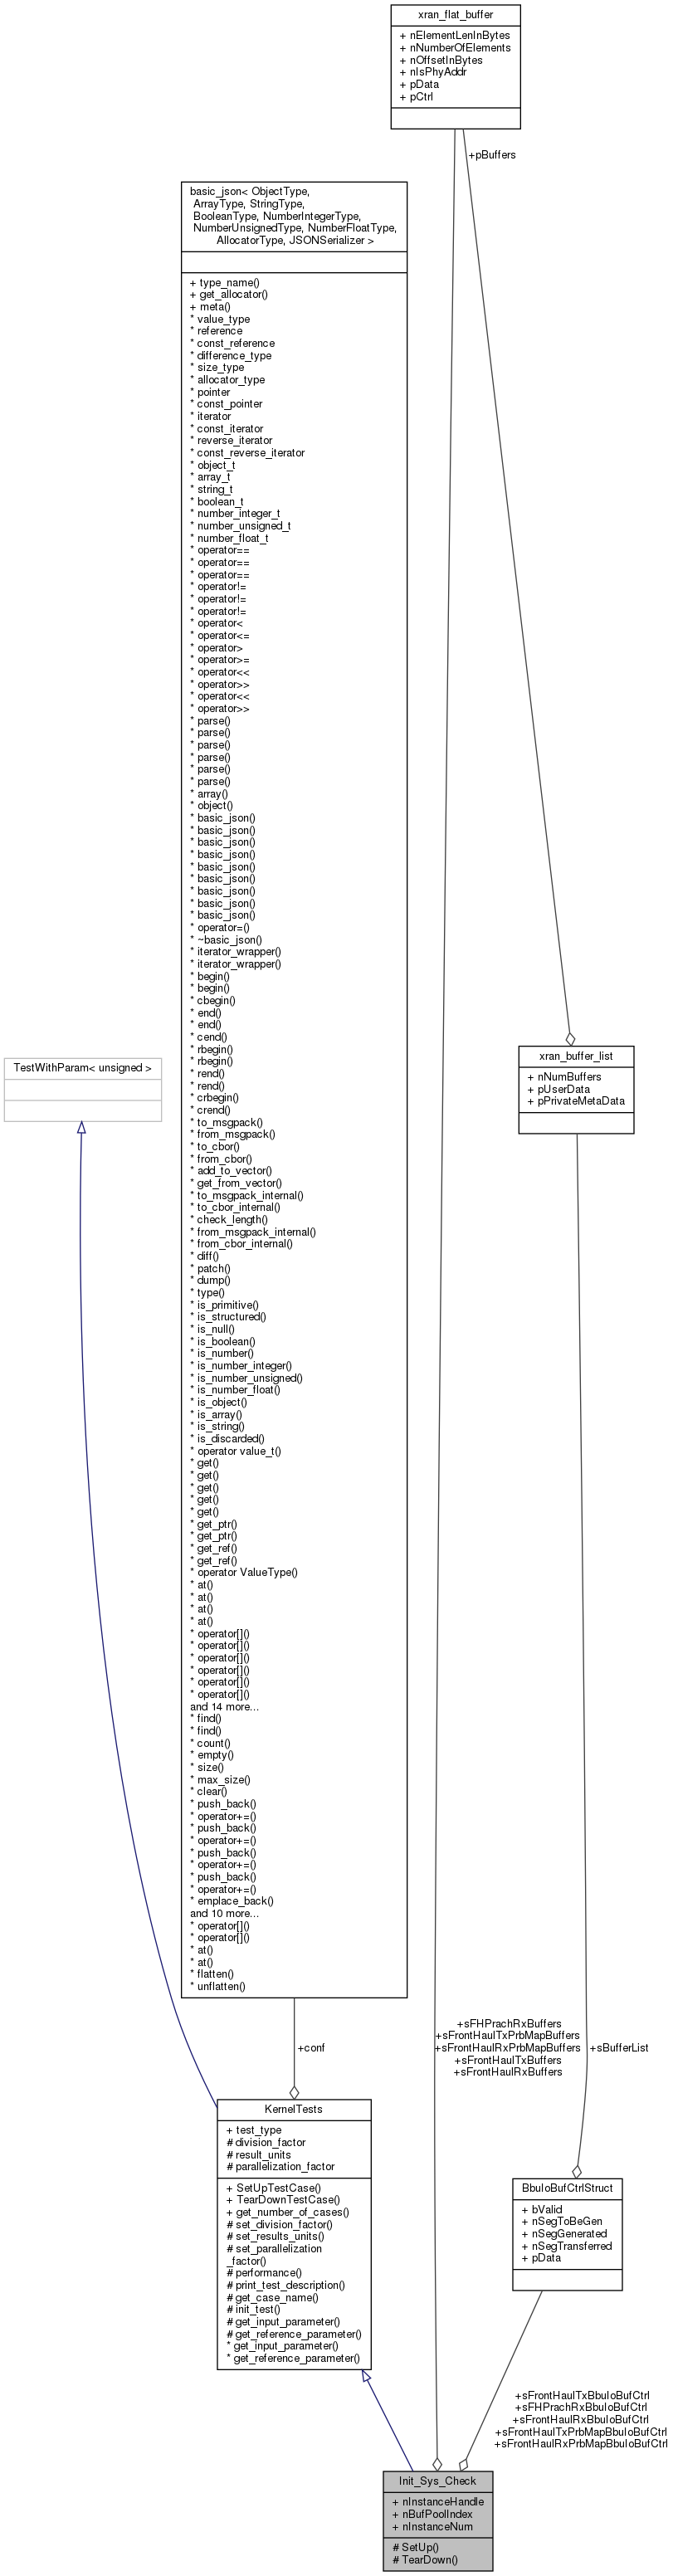 xran_flat_buffer
+ nElementLenInBytes
+ nNumberOfElements
+ nOffsetInBytes
+ nIsPhyAddr
+ pData
+ pCtrl
+pBuffers
basic_json< ObjectType,
ArrayType, StringType,
BooleanType, NumberIntegerType,
NumberUnsignedType, NumberFloatType,
AllocatorType, JSONSerializer >
+ type_name()
+ get_allocator()
+ meta()
* value_type
* reference
* const_reference
* difference_type
* size_type
* allocator_type
* pointer
* const_pointer
* iterator
* const_iterator
* reverse_iterator
* const_reverse_iterator
* object_t
* array_t
* string_t
* boolean_t
* number_integer_t
* number_unsigned_t
* number_float_t
* operator==
* operator==
* operator==
* operator!=
* operator!=
* operator!=
* operator<
* operator<=
* operator>
* operator>=
* operator<<
* operator>>
* operator<<
* operator>>
* parse()
* parse()
* parse()
* parse()
* parse()
* parse()
* array()
* object()
* basic_json()
* basic_json()
* basic_json()
* basic_json()
* basic_json()
* basic_json()
* basic_json()
* basic_json()
* basic_json()
* operator=()
* ~basic_json()
* iterator_wrapper()
* iterator_wrapper()
* begin()
* begin()
* cbegin()
* end()
* end()
* cend()
* rbegin()
* rbegin()
* rend()
* rend()
* crbegin()
* crend()
* to_msgpack()
* from_msgpack()
* to_cbor()
* from_cbor()
* add_to_vector()
* get_from_vector()
* to_msgpack_internal()
* to_cbor_internal()
* check_length()
* from_msgpack_internal()
* from_cbor_internal()
* diff()
* patch()
* dump()
* type()
* is_primitive()
* is_structured()
* is_null()
* is_boolean()
* is_number()
* is_number_integer()
* is_number_unsigned()
* is_number_float()
* is_object()
* is_array()
* is_string()
* is_discarded()
* operator value_t()
* get()
* get()
* get()
* get()
* get()
* get_ptr()
* get_ptr()
* get_ref()
* get_ref()
* operator ValueType()
* at()
* at()
* at()
* at()
* operator[]()
* operator[]()
* operator[]()
* operator[]()
* operator[]()
* operator[]()
and 14 more...
* find()
* find()
* count()
* empty()
* size()
* max_size()
* clear()
* push_back()
* operator+=()
* push_back()
* operator+=()
* push_back()
* operator+=()
* push_back()
* operator+=()
* emplace_back()
and 10 more...
* operator[]()
* operator[]()
* at()
* at()
* flatten()
* unflatten()
xran_buffer_list
+ nNumBuffers
+ pUserData
+ pPrivateMetaData
TestWithParam< unsigned >
+sFHPrachRxBuffers
+sFrontHaulTxPrbMapBuffers
+sFrontHaulRxPrbMapBuffers
+sFrontHaulTxBuffers
+sFrontHaulRxBuffers
+conf
+sBufferList
KernelTests
+ test_type
# division_factor
# result_units
# parallelization_factor
+ SetUpTestCase()
+ TearDownTestCase()
+ get_number_of_cases()
# set_division_factor()
# set_results_units()
# set_parallelization
_factor()
# performance()
# print_test_description()
# get_case_name()
# init_test()
# get_input_parameter()
# get_reference_parameter()
* get_input_parameter()
* get_reference_parameter()
BbuIoBufCtrlStruct
+ bValid
+ nSegToBeGen
+ nSegGenerated
+ nSegTransferred
+ pData
+sFrontHaulTxBbuIoBufCtrl
+sFHPrachRxBbuIoBufCtrl
+sFrontHaulRxBbuIoBufCtrl
+sFrontHaulTxPrbMapBbuIoBufCtrl
+sFrontHaulRxPrbMapBbuIoBufCtrl
Init_Sys_Check
+ nInstanceHandle
+ nBufPoolIndex
+ nInstanceNum
# SetUp()
# TearDown()